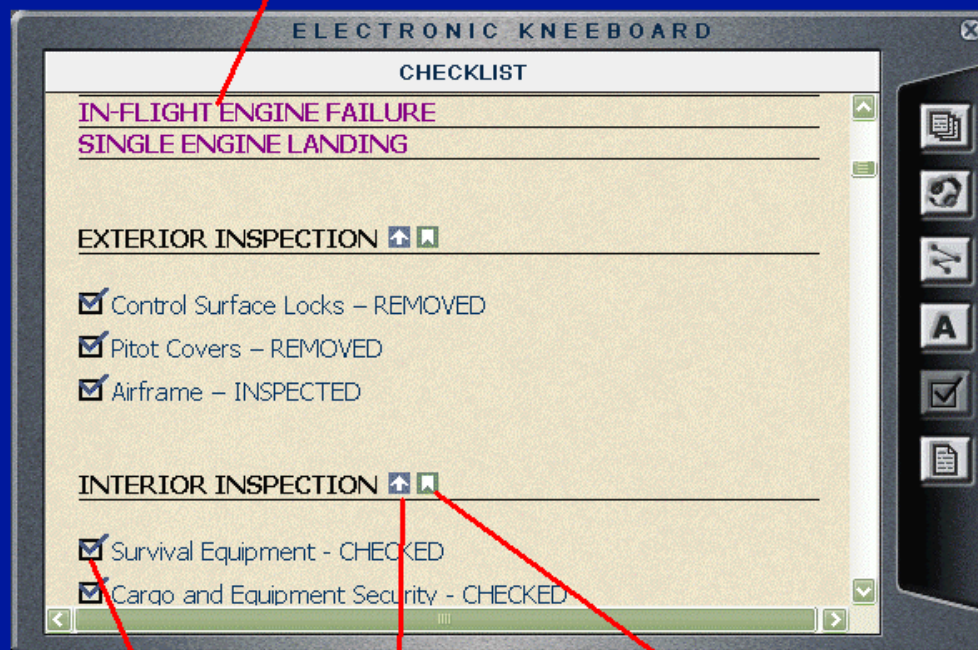 ELECTRONIC KNEEBOARD
CHECKLIST
IN-FLIGHT ENGINE FAILURE
SINGLE ENGINE LANDING
EXTERIOR INSPECTION
Control Surface Locks – REMOVED
Pitot Covers – REMOVED
Airframe – INSPECTED
INTERIOR INSPECTION
Survival Equipment - CHECKED
Cargo and Equipment Security - CHECKED
A